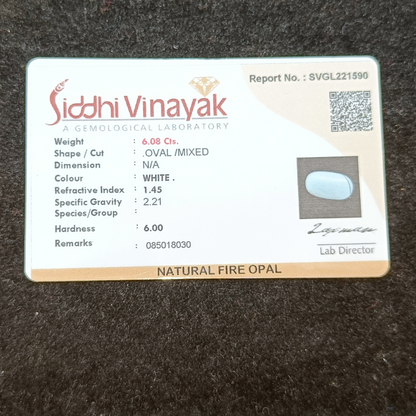 Report No. : SVGL221590
Siddhi Vinayak
A GEMOLOGICAL LABORATORY
Weight : 6.08 Cts.
Shape / Cut : .OVAL /MIXED
Dimension : N/A
Colour : WHITE .
Refractive Index : 1.45
Specific Gravity : 2.21
Species/Group :
Hardness : 6.00
Remarks : 085018030
Lab Director
NATURAL FIRE OPAL